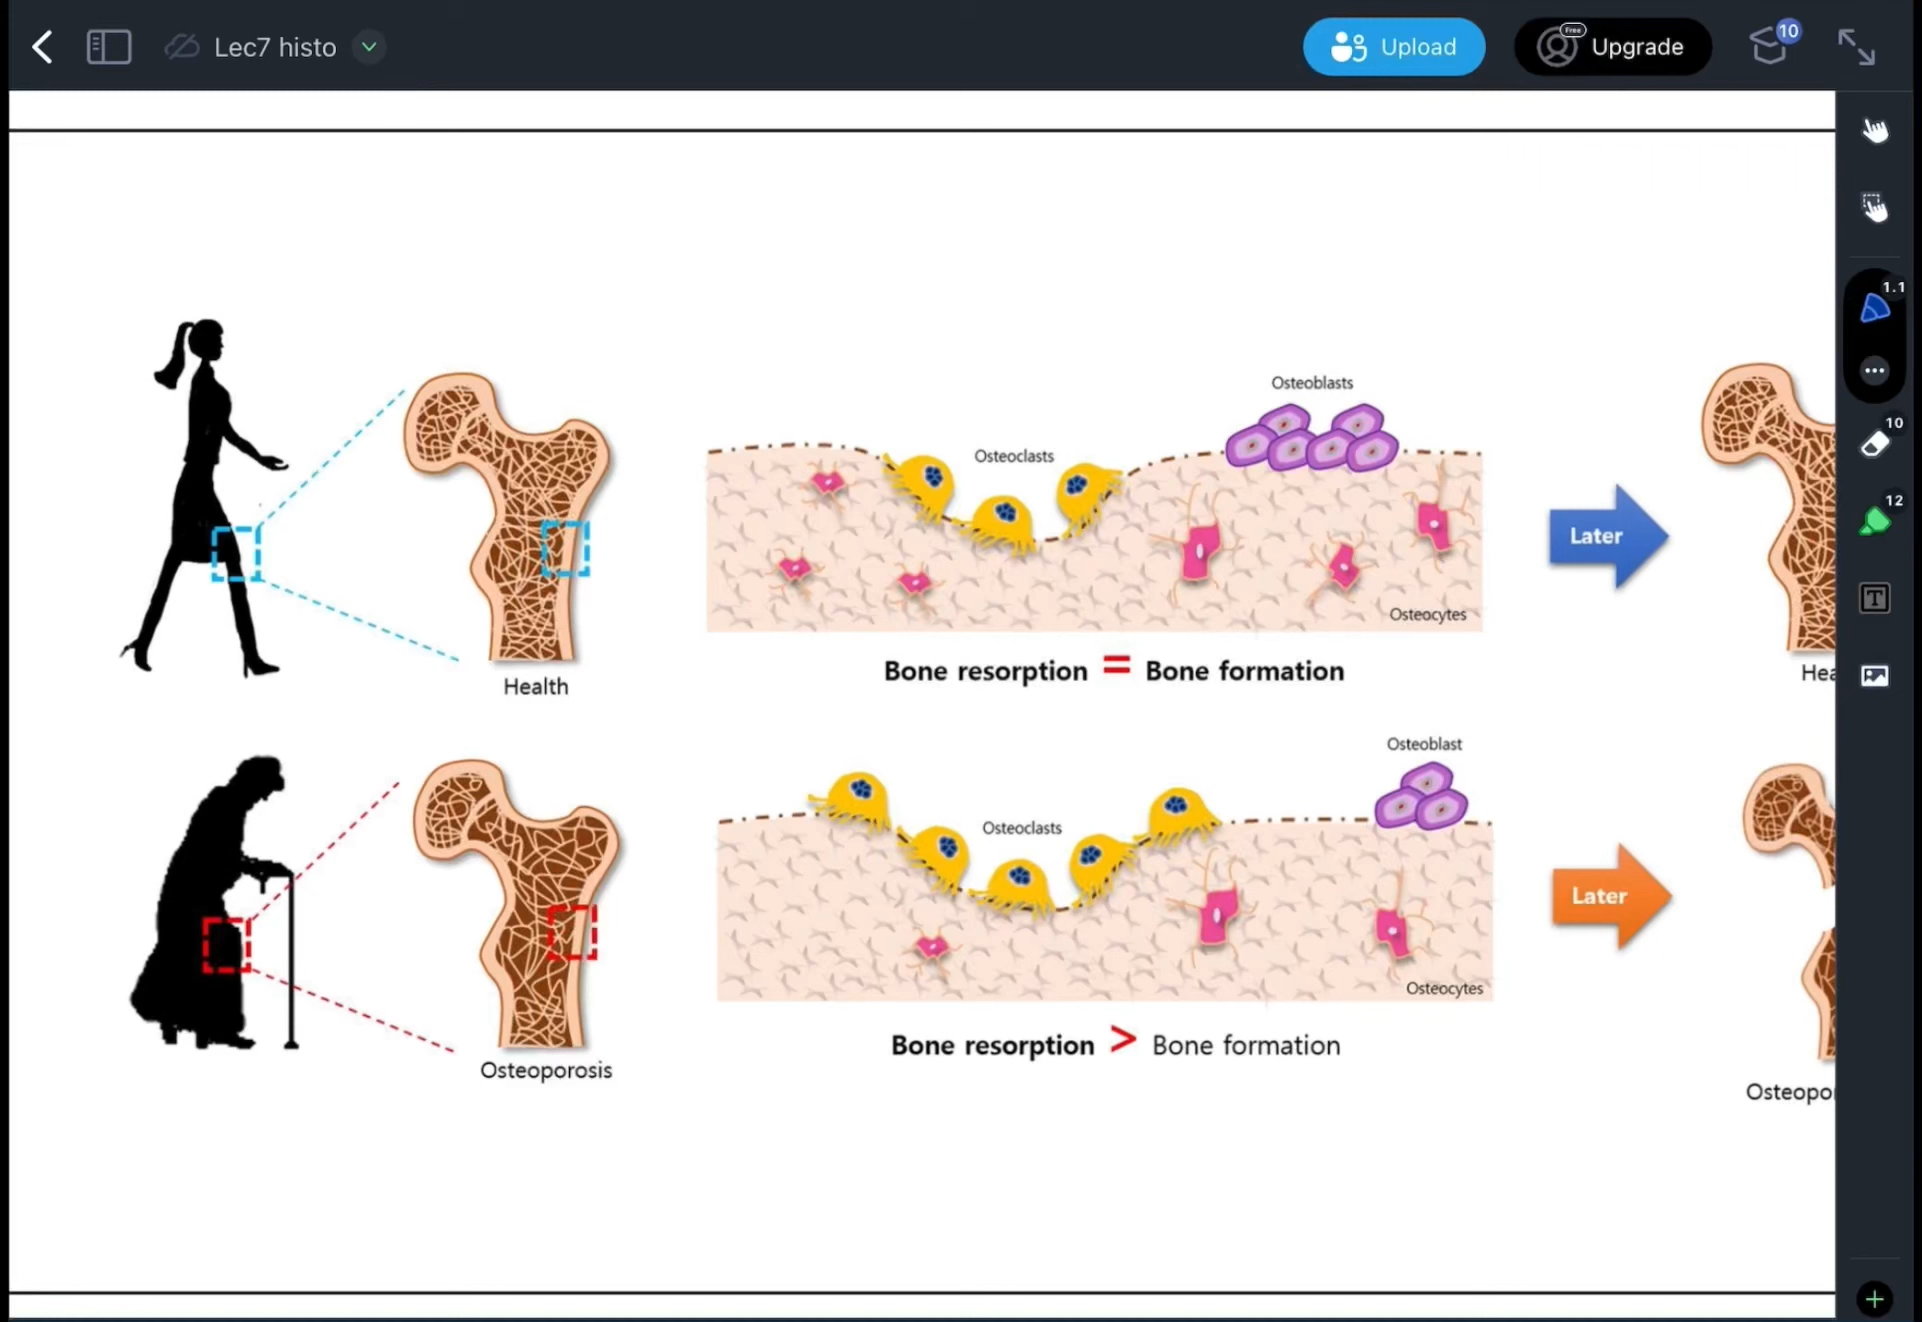 Lec7 histo
Upload
Free
Upgrade
10
1.1
10
12
T
Osteoblasts
Osteoclasts
Osteocytes
Later
Health
Bone resorption = Bone formation
Hea
Osteoblast
Osteoclasts
Osteocytes
Later
Osteoporosis
Bone resorption > Bone formation
Osteopo